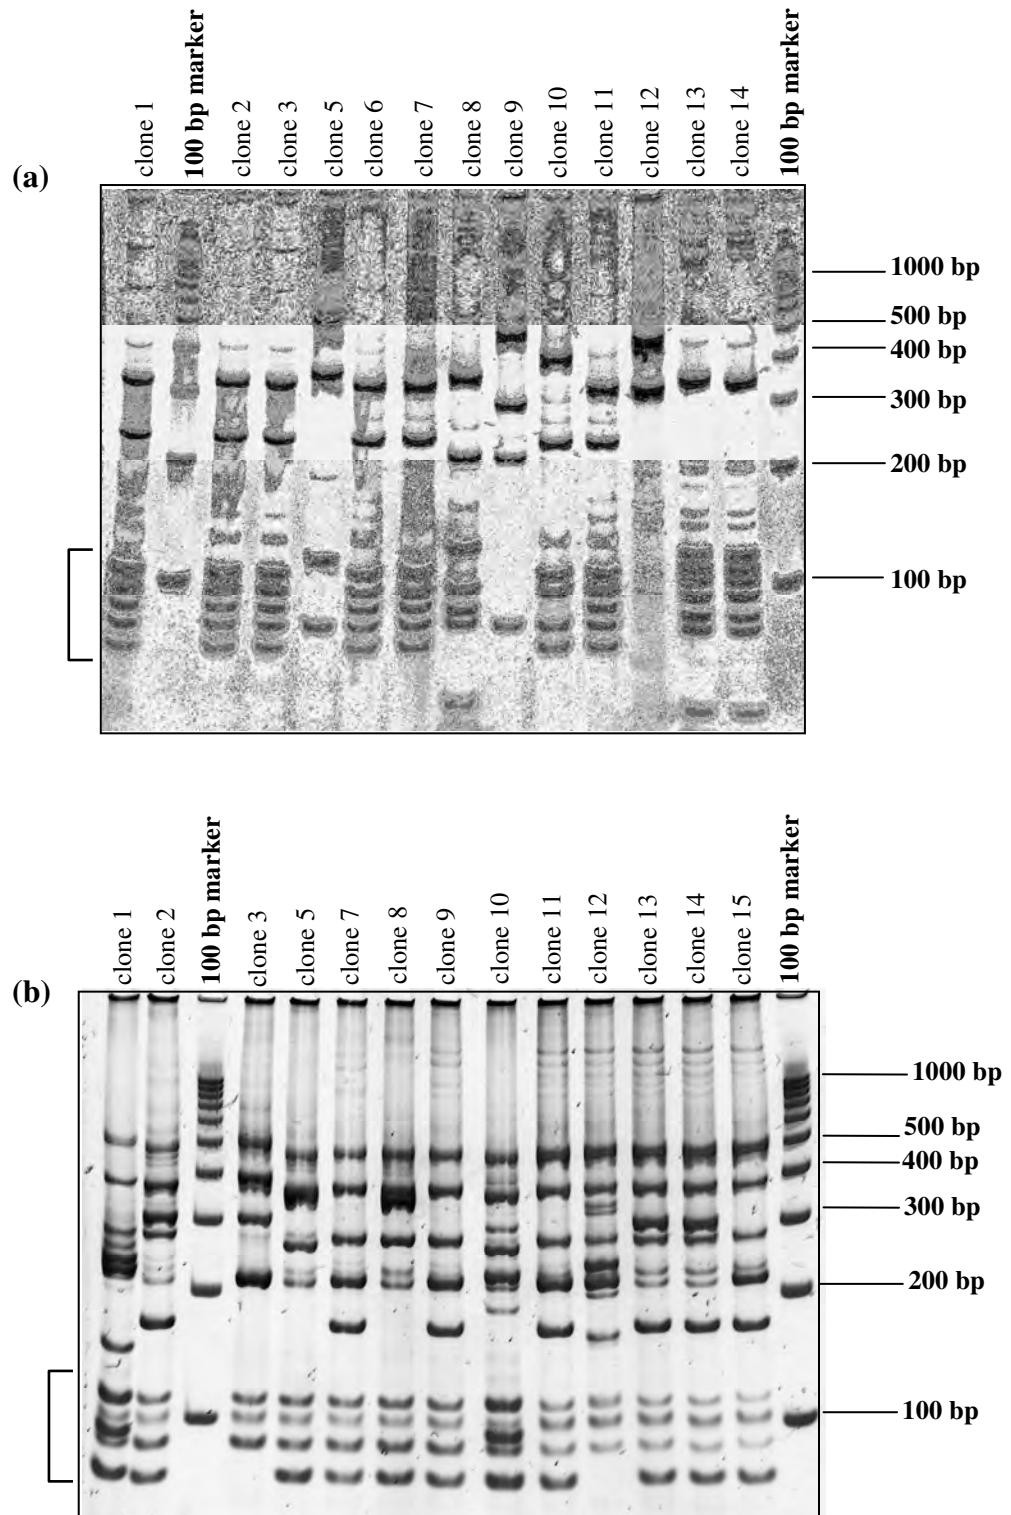 (a)
clone 1
100 bp marker
clone 2
clone 3
clone 5
clone 6
clone 7
clone 8
clone 9
clone 10
clone 11
clone 12
clone 13
clone 14
100 bp marker
1000 bp
500 bp
400 bp
300 bp
200 bp
100 bp
(b)
clone 1
clone 2
100 bp marker
clone 3
clone 5
clone 7
clone 8
clone 9
clone 10
clone 11
clone 12
clone 13
clone 14
clone 15
100 bp marker
1000 bp
500 bp
400 bp
300 bp
200 bp
100 bp